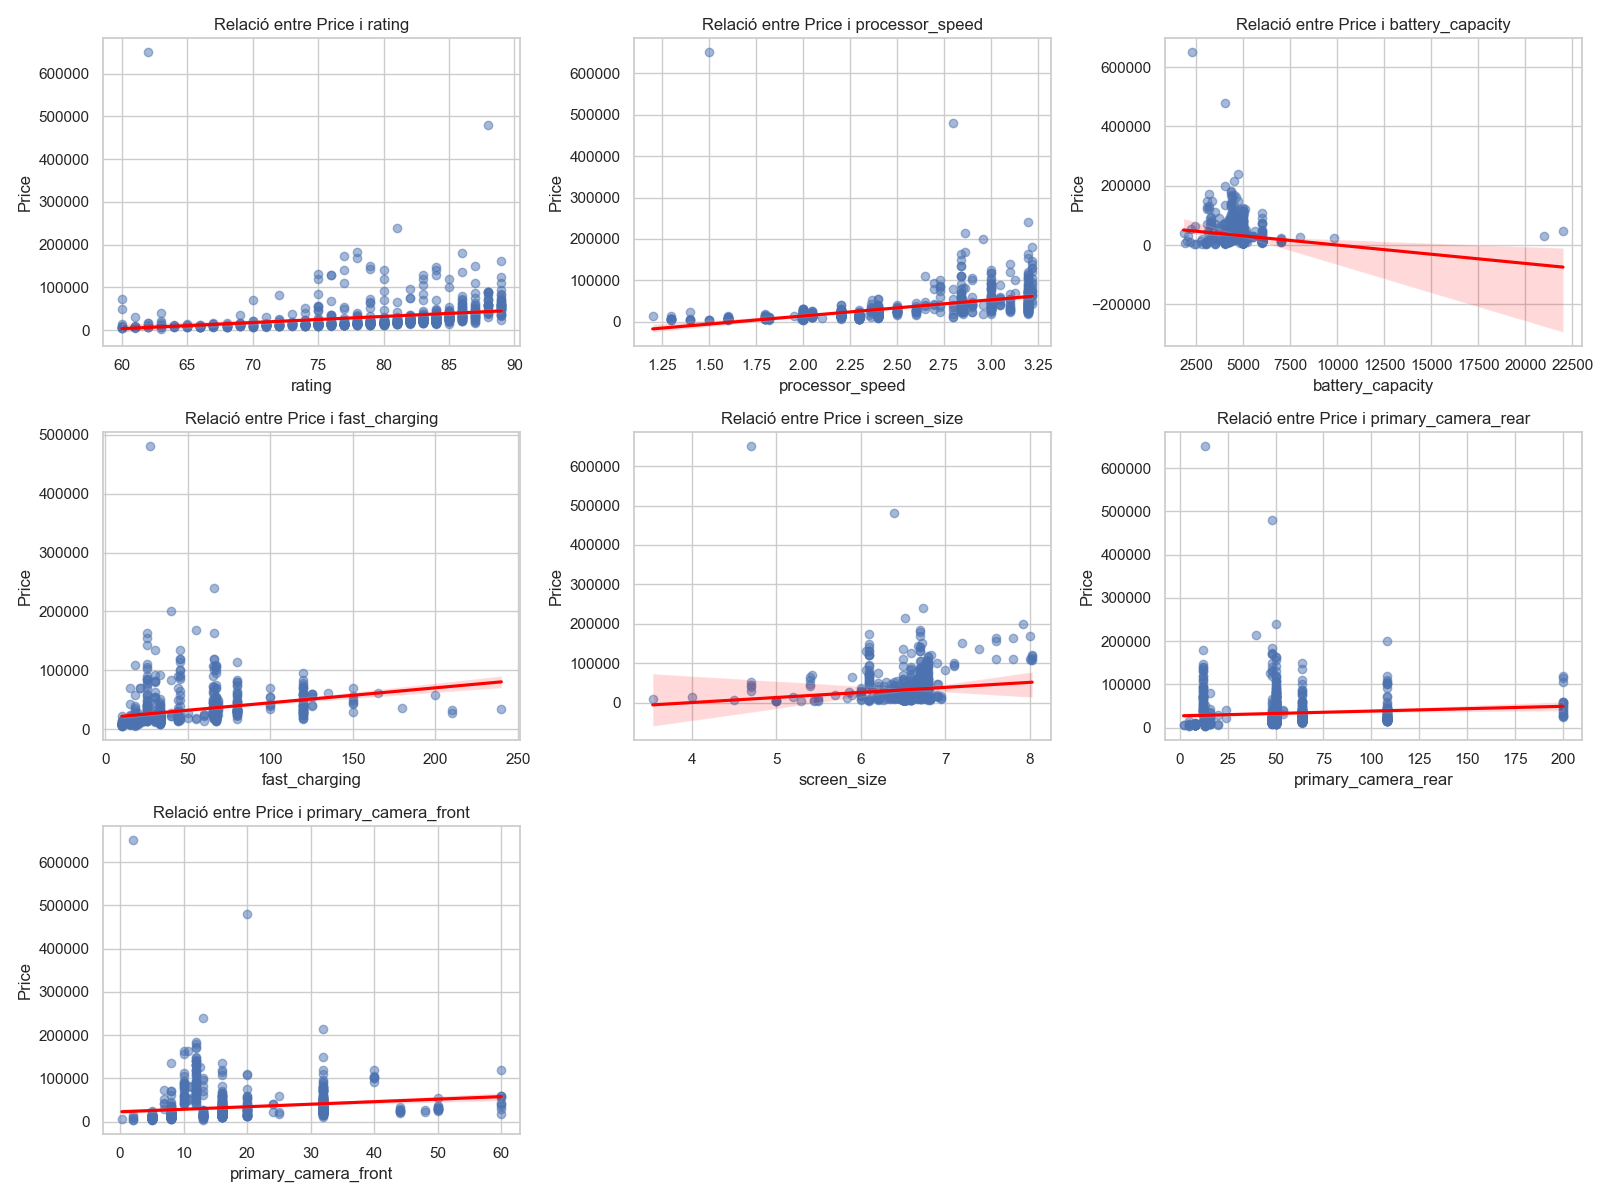 Relació entre Price i rating
Price
600000
500000
400000
300000
200000
100000
0
60 65 70 75 80 85 90
rating
Relació entre Price i processor_speed
Price
600000
500000
400000
300000
200000
100000
0
1.25 1.50 1.75 2.00 2.25 2.50 2.75 3.00 3.25
processor_speed
Relació entre Price i battery_capacity
Price
600000
400000
200000
0
−200000
2500 5000 7500 10000 12500 15000 17500 20000 22500
battery_capacity
Relació entre Price i fast_charging
Price
500000
400000
300000
200000
100000
0
0 50 100 150 200 250
fast_charging
Relació entre Price i screen_size
Price
600000
500000
400000
300000
200000
100000
0
4 5 6 7 8
screen_size
Relació entre Price i primary_camera_rear
Price
600000
500000
400000
300000
200000
100000
0
0 25 50 75 100 125 150 175 200
primary_camera_rear
Relació entre Price i primary_camera_front
Price
600000
500000
400000
300000
200000
100000
0
0 10 20 30 40 50 60
primary_camera_front